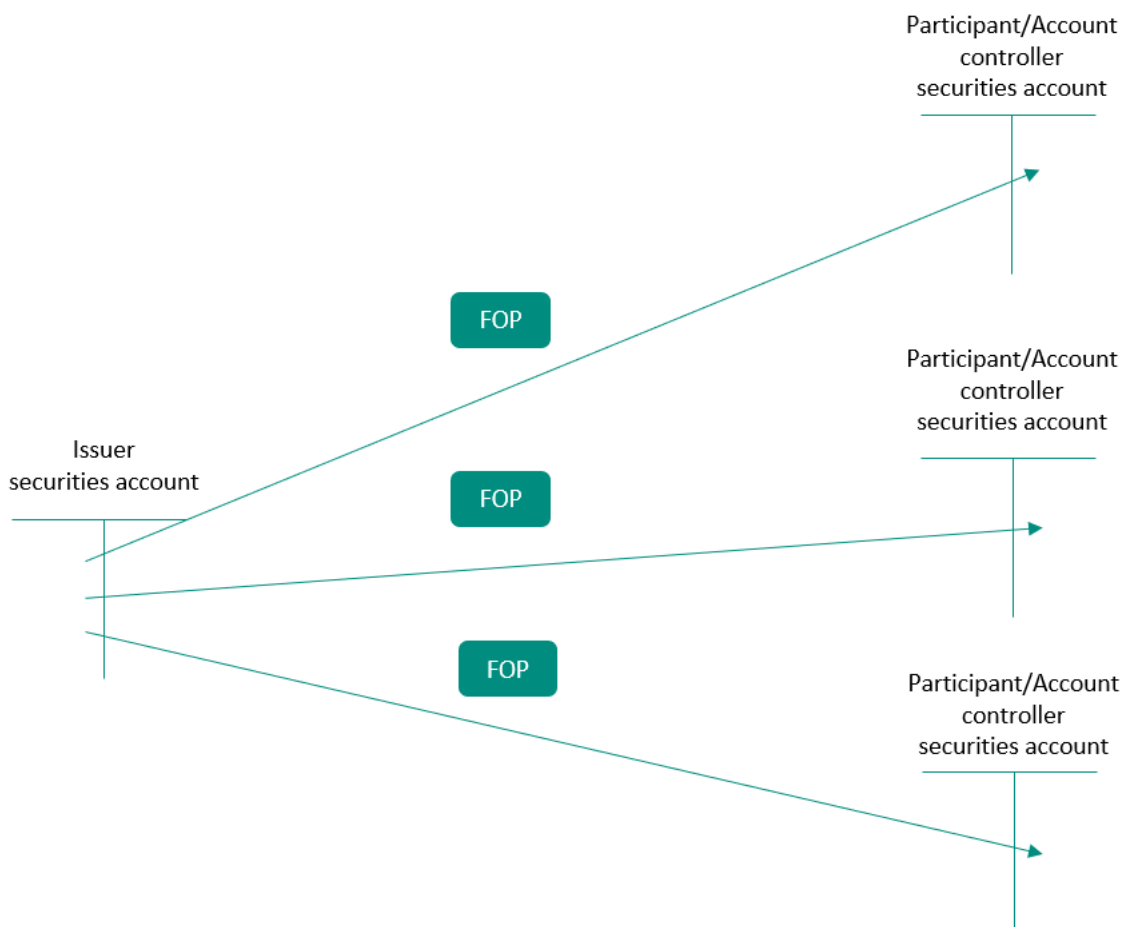 Participant/Account
controller
securities account
FOP
Participant/Account
controller
securities account
Issuer
securities account
FOP
FOP
Participant/Account
controller
securities account